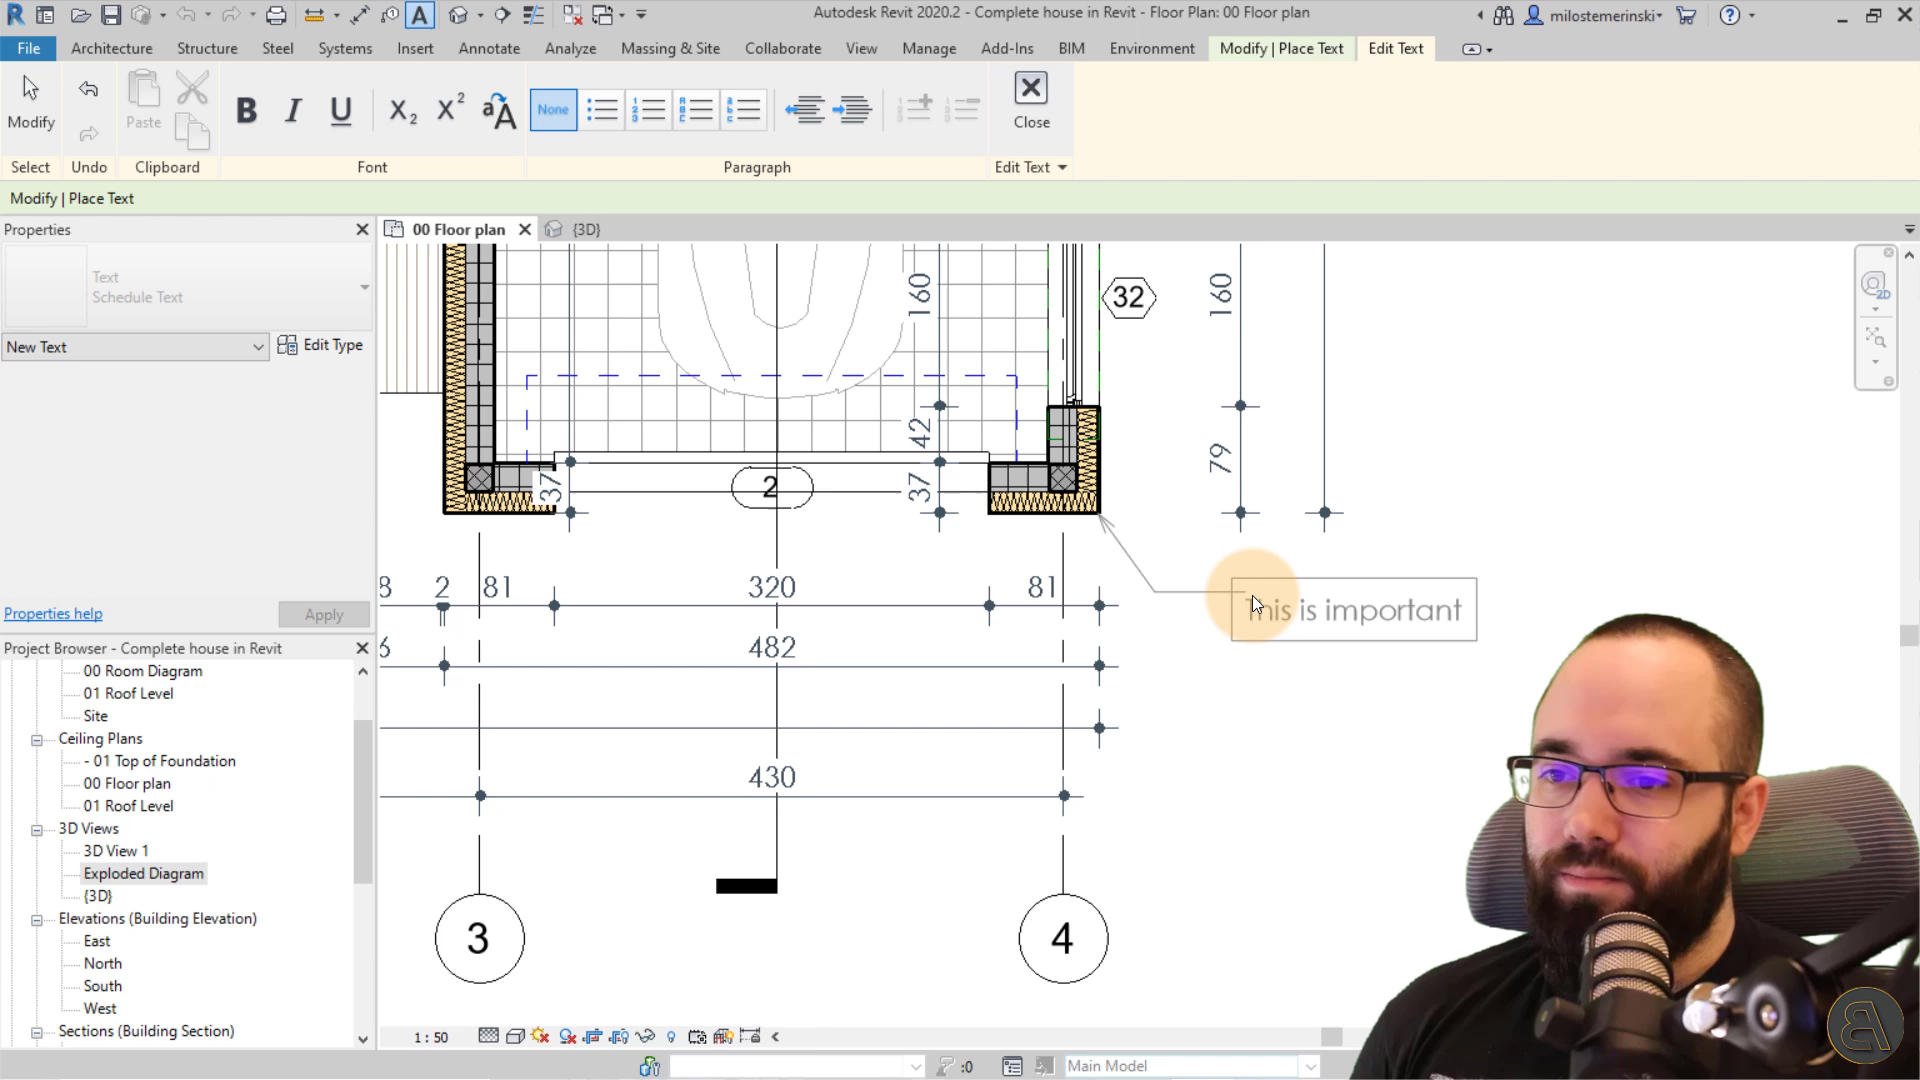 Autodesk Revit 2020.2 - Complete house in Revit - Floor Plan: 00 Floor plan
milostemerinski
File Architecture Structure Steel Systems Insert Annotate Analyze Massing & Site Collaborate View Manage Add-Ins BIM Environment Modify | Place Text Edit Text
Modify Paste B I U X2 X2 aA None Close
Select Undo Clipboard Font Paragraph Edit Text
Modify | Place Text
Properties
00 Floor plan {3D}
Text
Schedule Text
New Text Edit Type
Properties help Apply
Project Browser - Complete house in Revit
00 Room Diagram
01 Roof Level
Site
Ceiling Plans
- 01 Top of Foundation
00 Floor plan
01 Roof Level
3D Views
3D View 1
Exploded Diagram
{3D}
Elevations (Building Elevation)
East
North
South
West
Sections (Building Section)
160 32 160
2D
42 79
37 2 37
8 2 81 320 81
This is important
6 482
430
3 4
1 : 50
:0 Main Model